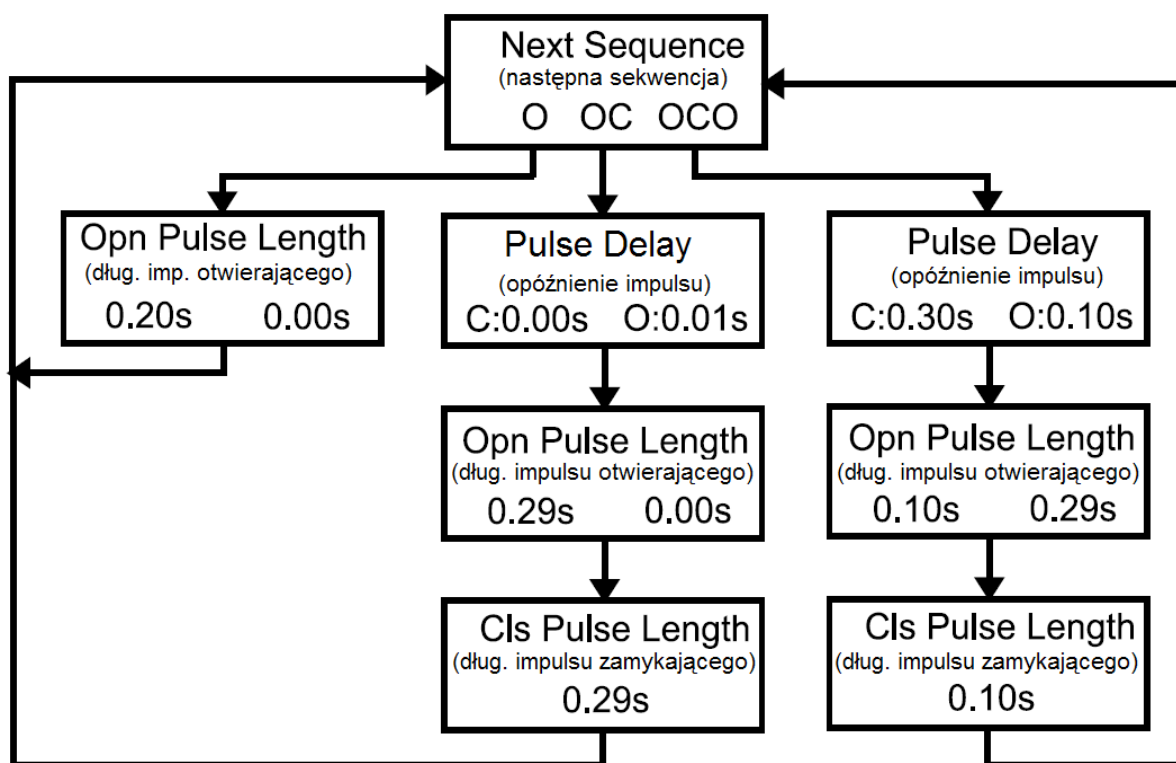 Next Sequence
(następna sekwencja)
O OC OCO
Opn Pulse Length
(dług. imp. otwierającego)
0.20s 0.00s
Pulse Delay
(opóźnienie impulsu)
C:0.00s O:0.01s
Opn Pulse Length
(dług. impulsu otwierającego)
0.29s 0.00s
Cls Pulse Length
(dług. impulsu zamykającego)
0.29s
Pulse Delay
(opóźnienie impulsu)
C:0.30s O:0.10s
Opn Pulse Length
(dług. impulsu otwierającego)
0.10s 0.29s
Cls Pulse Length
(dług. impulsu zamykającego)
0.10s